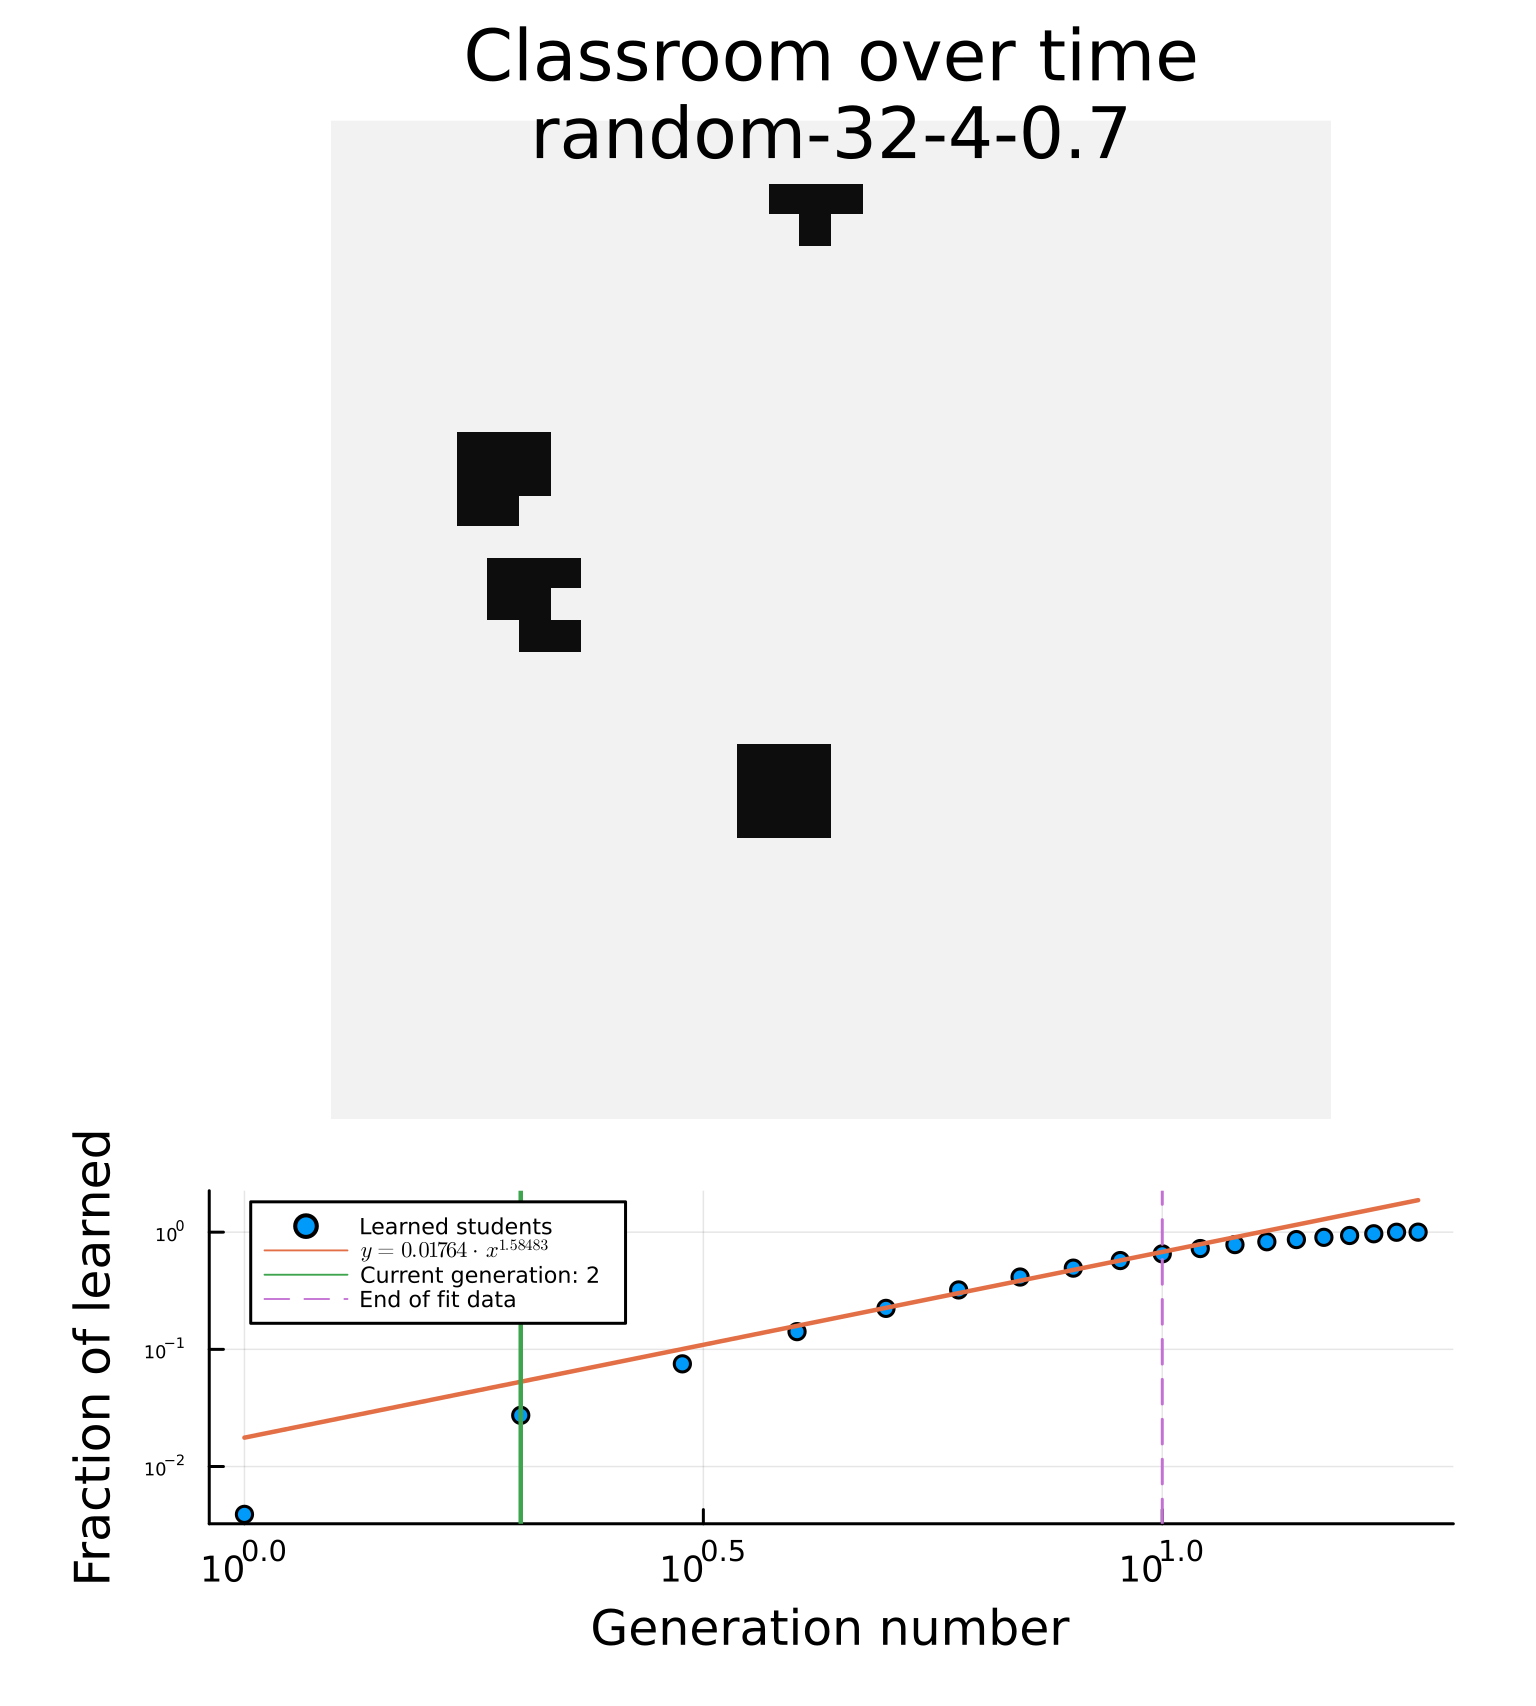 Classroom over time
random-32-4-0.7
Fraction of learned
10^0
10^−1
10^−2
Learned students
y = 0.01764 · x^1.58483
Current generation: 2
End of fit data
10^0.0
10^0.5
10^1.0
Generation number